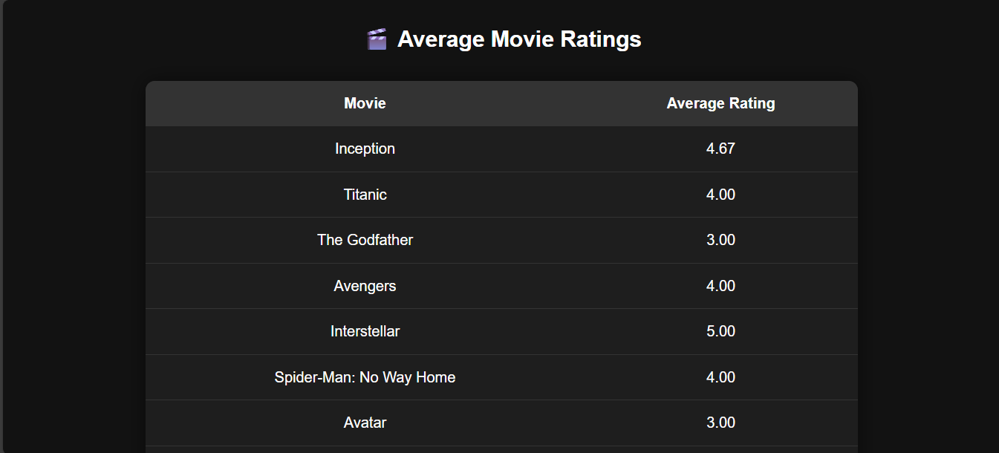 🎬 Average Movie Ratings
Movie Average Rating
Inception 4.67
Titanic 4.00
The Godfather 3.00
Avengers 4.00
Interstellar 5.00
Spider-Man: No Way Home 4.00
Avatar 3.00